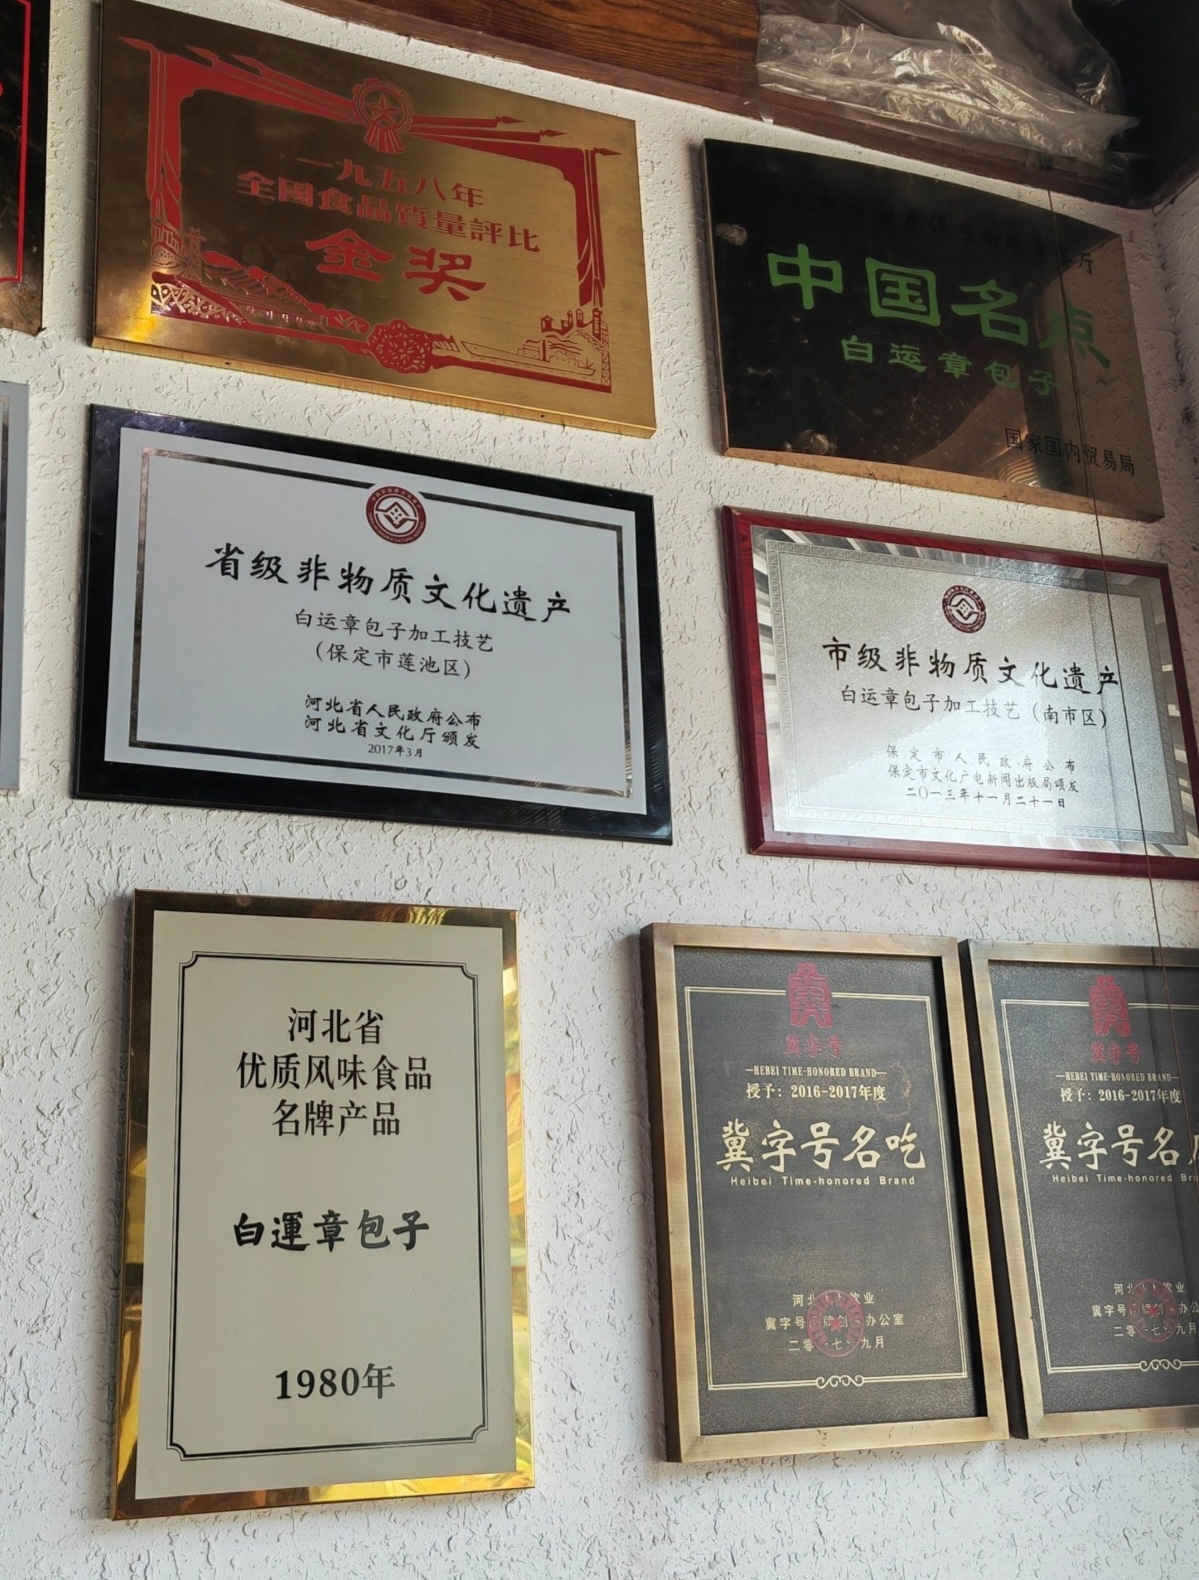 一九五八年
全國食品質量評比
金奖
中国名点
白运章包子
国家国内贸易局
省级非物质文化遗产
白运章包子加工技艺
(保定市莲池区)
河北省人民政府公布
河北省文化厅颁发
2017年3月
市级非物质文化遗产
白运章包子加工技艺(南市区)
保定市人民政府公布
保定市文化广电新闻出版局颁发
二〇一三年十一月二十一日
河北省
优质风味食品
名牌产品
白運章包子
1980年
冀字号
HEBEI TIME-HONORED BRAND
授予：2016-2017年度
冀字号名吃
Heibei Time-honored Brand
冀字号
HEBEI TIME-HONORED BRAND
授予：2016-2017年度
冀字号名
Heibei Time-honored